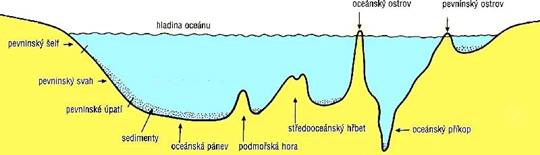 oceánský ostrov
pevninský ostrov
hladina oceánu
pevninský šelf
pevninský svah
pevninské úpatí
sedimenty
oceánská pánev
podmořská hora
středooceánský hřbet
oceánský příkop